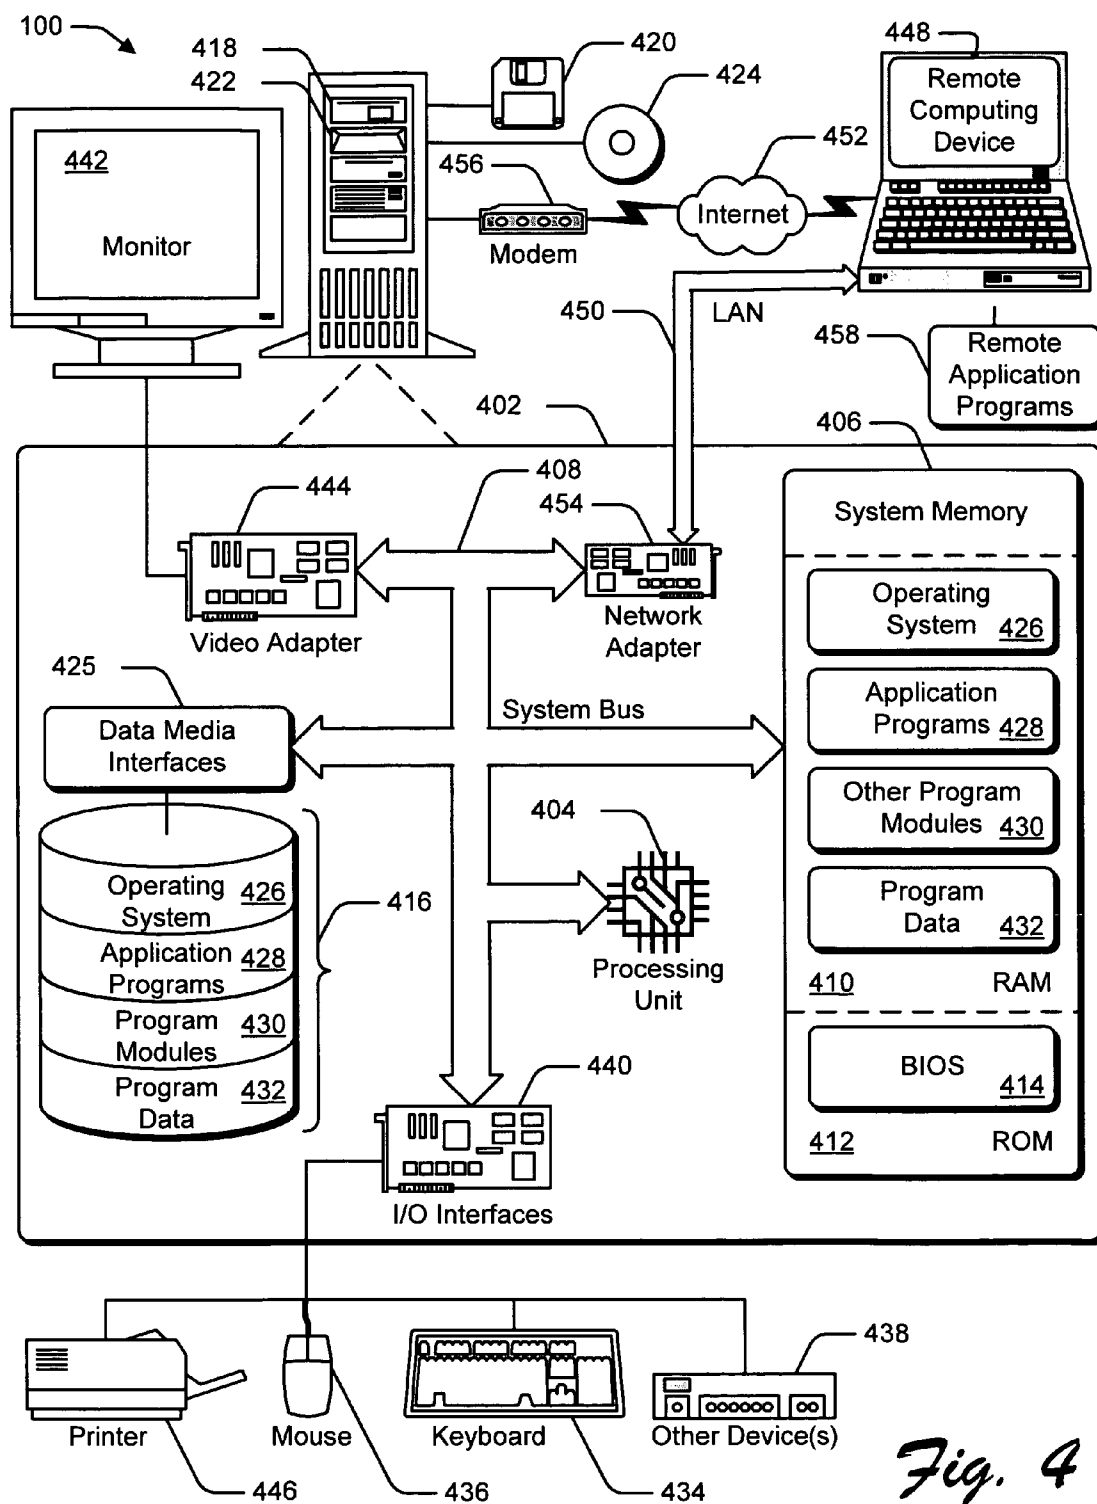 100
418
422
420
424
448
Remote
Computing
Device
442
Monitor
456
Modem
452
Internet
LAN
450
458
Remote
Application
Programs
402
406
408
444
454
Video Adapter
Network
Adapter
System Memory
Operating
System 426
Application
Programs 428
Other Program
Modules 430
Program
Data 432
410 RAM
BIOS 414
412 ROM
425
Data Media
Interfaces
System Bus
404
Processing
Unit
Operating
System 426
Application
Programs 428
Program
Modules 430
Program
Data 432
416
440
I/O Interfaces
438
Printer
Mouse
Keyboard
Other Device(s)
446
436
434
Fig. 4